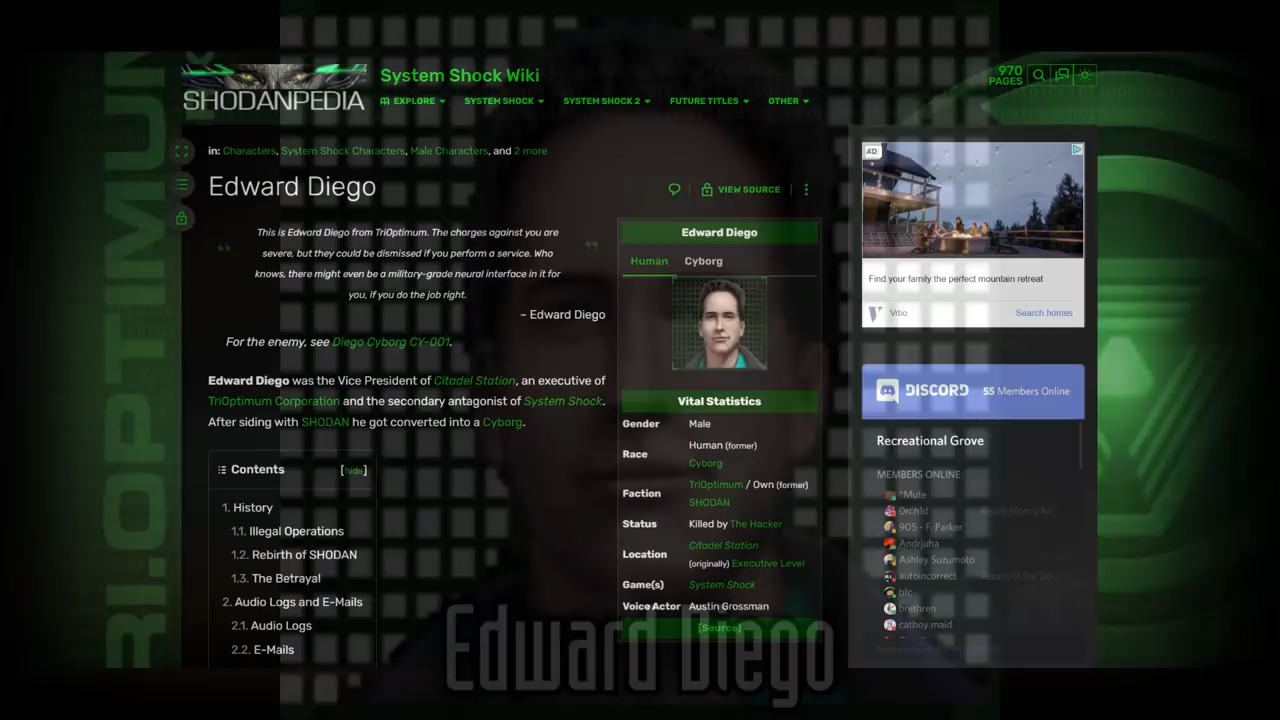 SHODANPEDIA
System Shock Wiki
EXPLORE
SYSTEM SHOCK
SYSTEM SHOCK 2
FUTURE TITLES
OTHER
970
PAGES
in: Characters, System Shock Characters, Male Characters, and 2 more
Edward Diego
VIEW SOURCE
This is Edward Diego from TriOptimum. The charges against you are
severe, but they could be dismissed if you perform a service. Who
knows, there might even be a military-grade neural interface in it for
you, if you do the job right.
~ Edward Diego
For the enemy, see Diego Cyborg CY-001.
Edward Diego was the Vice President of Citadel Station, an executive of
TriOptimum Corporation and the secondary antagonist of System Shock.
After siding with SHODAN he got converted into a Cyborg.
Contents [hide]
1. History
1.1. Illegal Operations
1.2. Rebirth of SHODAN
1.3. The Betrayal
2. Audio Logs and E-Mails
2.1. Audio Logs
2.2. E-Mails
Edward Diego
Human Cyborg
Vital Statistics
Gender Male
Race Human (former)
Cyborg
Faction TriOptimum / Own (former)
SHODAN
Status Killed by The Hacker
Location Citadel Station
(originally) Executive Level
Game(s) System Shock
Voice Actor Austin Grossman
[Source]
AD
Find your family the perfect mountain retreat
Vrbo Search homes
DISCORD 55 Members Online
Recreational Grove
MEMBERS ONLINE
^Mute
0rch1d
905 - F. Parker
Andrjuha
Ashley Suzumoto
autoincorrect
bfc
brethren
catboy maid
RI.OPTIMUM
Edward Diego